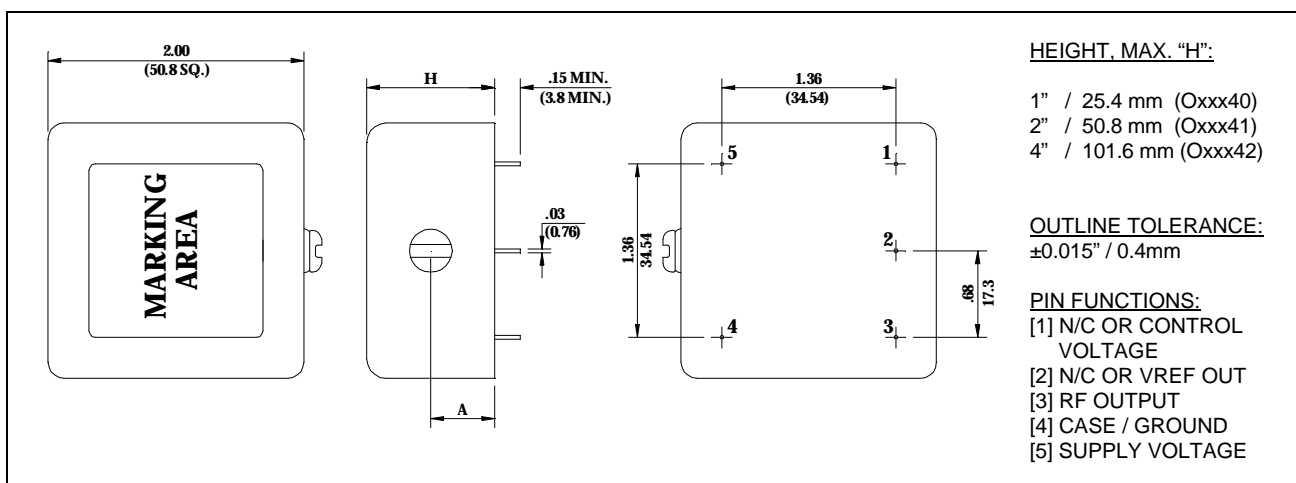 2.00
(50.8 SQ.)
MARKING
AREA
H
.15 MIN.
(3.8 MIN.)
.03
(0.76)
A
1.36
(34.54)
5
1
2
4
3
1.36
34.54
.68
17.3
HEIGHT, MAX. “H”:
1” / 25.4 mm (Oxxx40)
2” / 50.8 mm (Oxxx41)
4” / 101.6 mm (Oxxx42)
OUTLINE TOLERANCE:
±0.015” / 0.4mm
PIN FUNCTIONS:
[1] N/C OR CONTROL
VOLTAGE
[2] N/C OR VREF OUT
[3] RF OUTPUT
[4] CASE / GROUND
[5] SUPPLY VOLTAGE